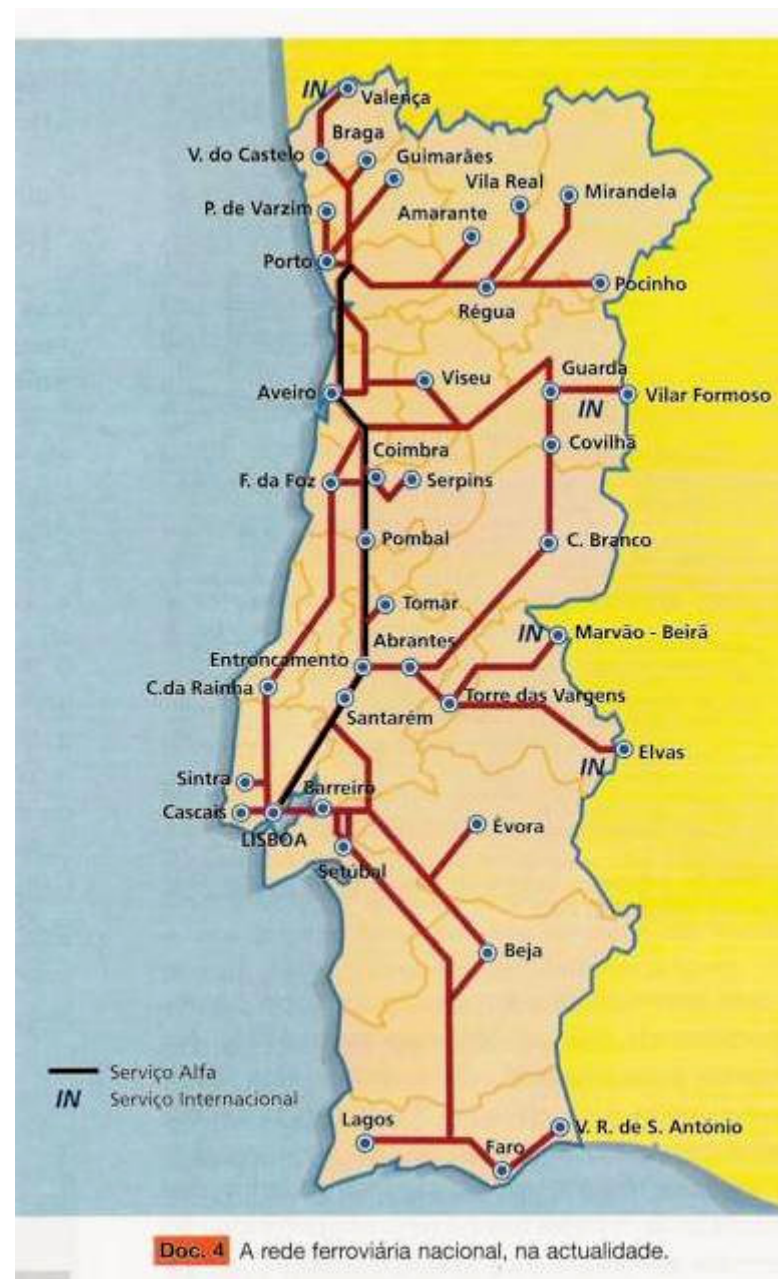 IN
Valença
Braga
V. do Castelo
Guimarães
Vila Real
Mirandela
P. de Varzim
Amarante
Porto
Pocinho
Régua
Guarda
Viseu
Aveiro
Vilar Formoso
IN
Covilhã
Coimbra
F. da Foz
Serpins
Pombal
C. Branco
Tomar
IN
Marvão - Beirã
Abrantes
Entroncamento
C.da Rainha
Torre das Vargens
Santarém
Elvas
IN
Sintra
Barreiro
Cascais
LISBOA
Évora
Setúbal
Beja
Serviço Alfa
IN Serviço Internacional
Lagos
V. R. de S. António
Faro
Doc. 4 A rede ferroviária nacional, na actualidade.